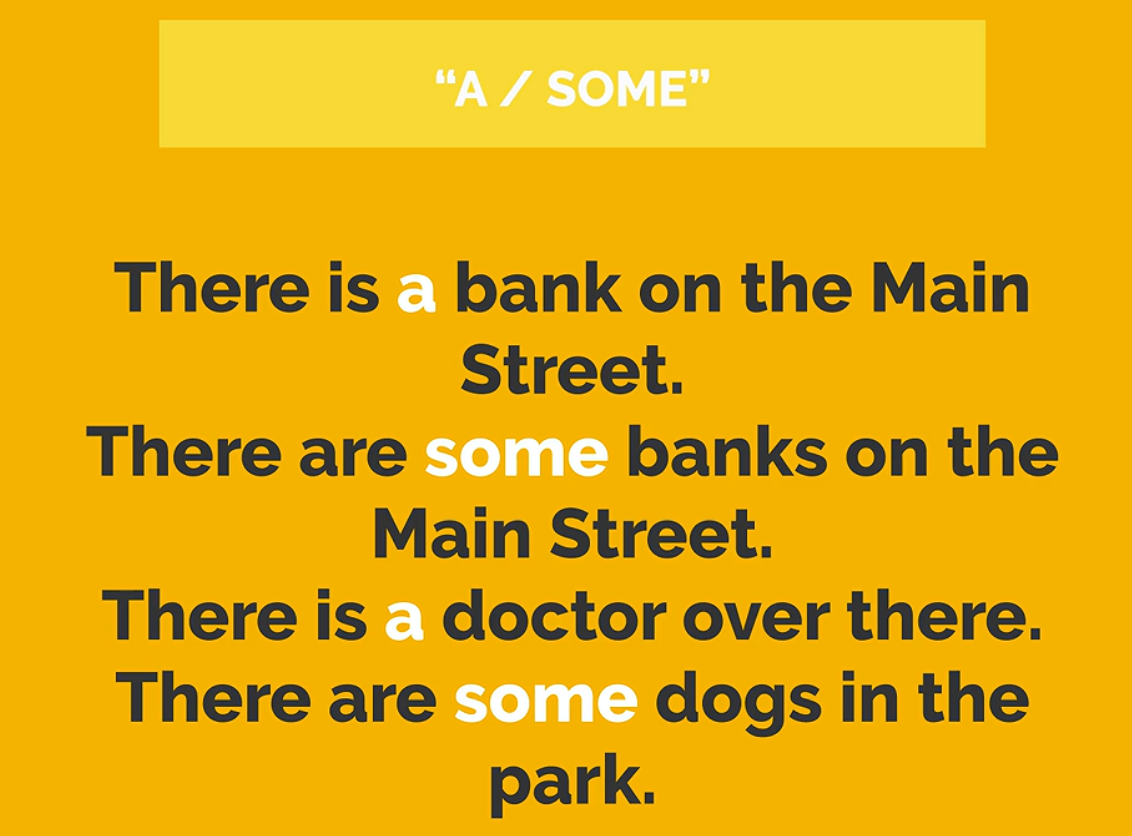 “A / SOME”
There is a bank on the Main
Street.
There are some banks on the
Main Street.
There is a doctor over there.
There are some dogs in the
park.